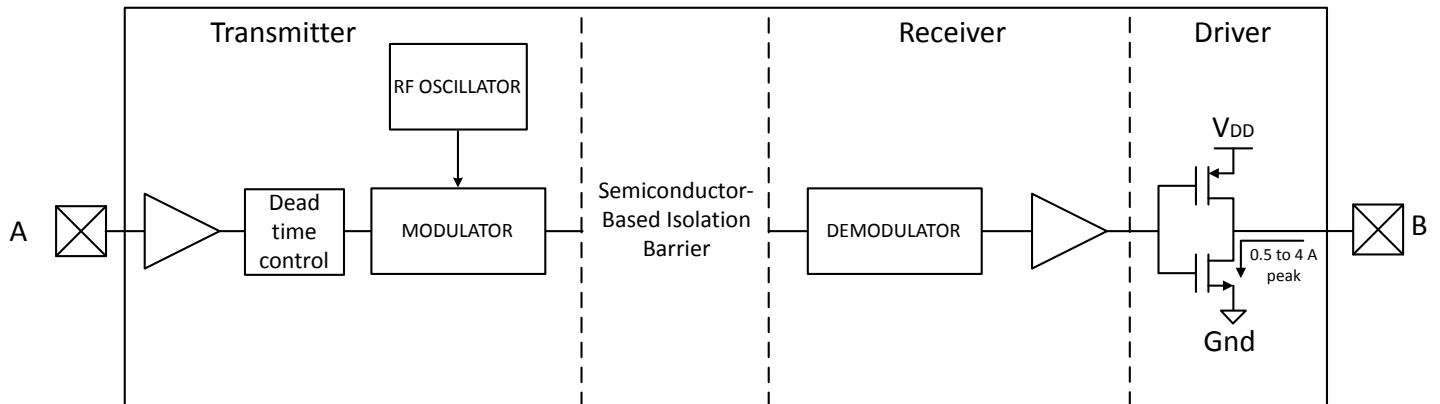 Transmitter
Receiver
Driver
RF OSCILLATOR
VDD
A
Dead
time
control
MODULATOR
Semiconductor-
Based Isolation
Barrier
DEMODULATOR
0.5 to 4 A
peak
B
Gnd